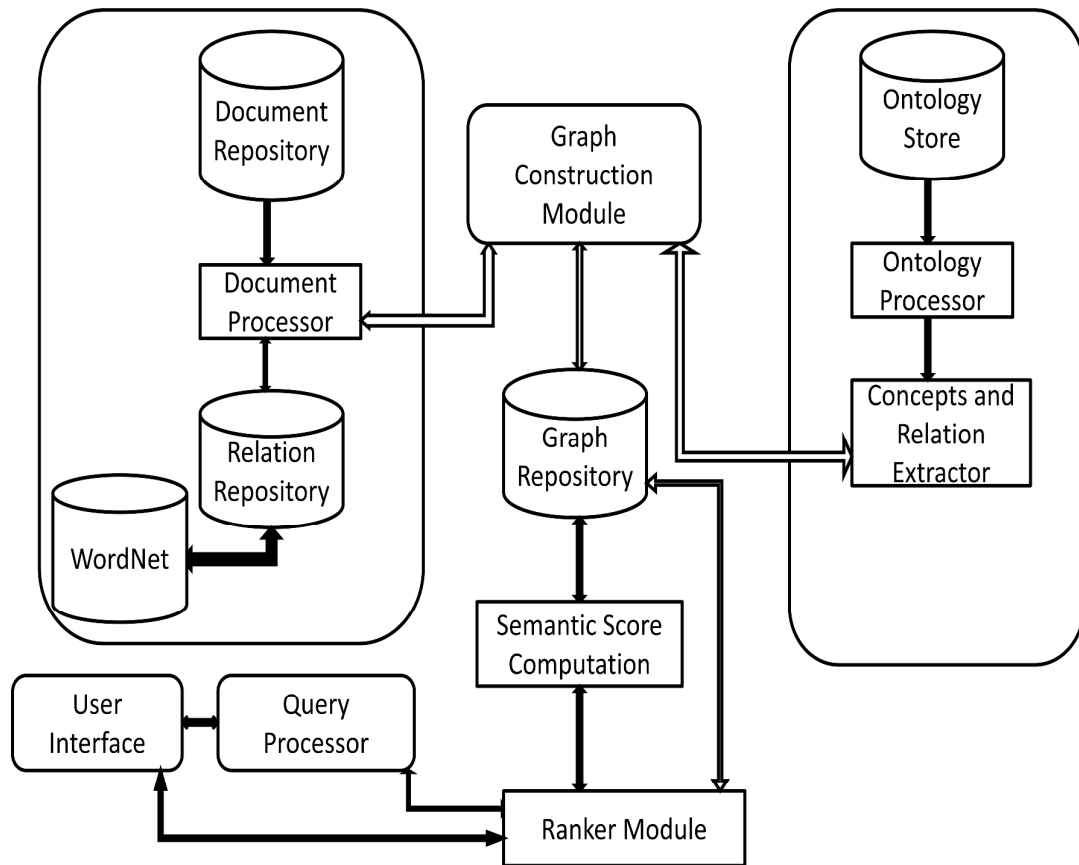 Document
Repository
Document
Processor
Relation
Repository
WordNet
Graph
Construction
Module
Graph
Repository
Semantic Score
Computation
Ontology
Store
Ontology
Processor
Concepts and
Relation
Extractor
User
Interface
Query
Processor
Ranker Module